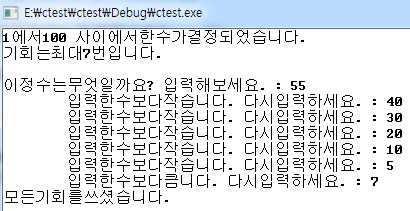 E:₩ctest₩ctest₩Debug₩ctest.exe
1에서100 사이에서한수가결정되었습니다.
기회는최대7번입니다.
이정수는무엇일까요? 입력해보세요. : 55
입력한수보다작습니다. 다시입력하세요. : 40
입력한수보다작습니다. 다시입력하세요. : 30
입력한수보다작습니다. 다시입력하세요. : 20
입력한수보다작습니다. 다시입력하세요. : 10
입력한수보다작습니다. 다시입력하세요. : 5
입력한수보다큽니다. 다시입력하세요. : 7
모든기회를쓰셨습니다.